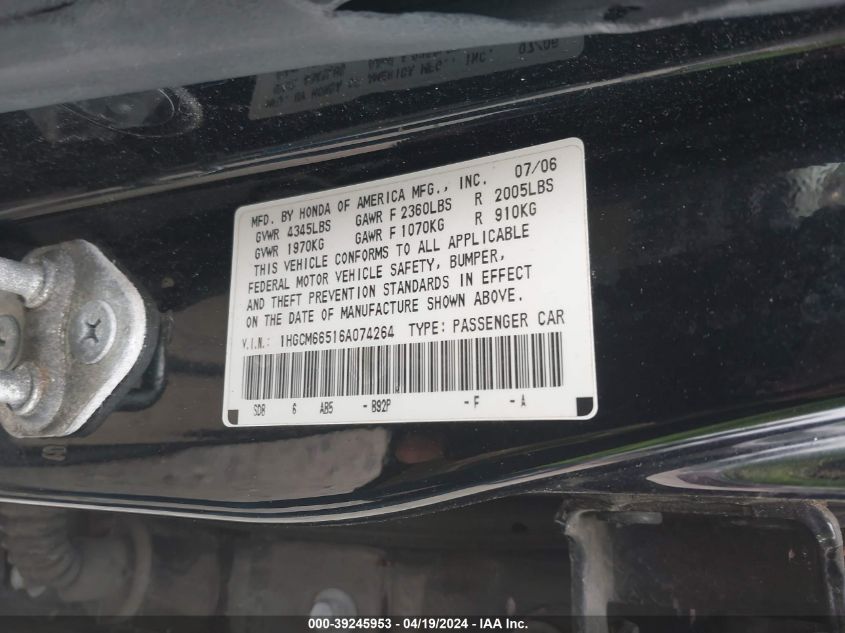 MFD. BY HONDA OF AMERICA MFG., INC. 07/06
GVWR 4345LBS GAWR F 2360LBS R 2005LBS
GVWR 1970KG GAWR F 1070KG R 910KG
THIS VEHICLE CONFORMS TO ALL APPLICABLE
FEDERAL MOTOR VEHICLE SAFETY, BUMPER,
AND THEFT PREVENTION STANDARDS IN EFFECT
ON THE DATE OF MANUFACTURE SHOWN ABOVE.
V.I.N.: 1HGCM66516A074264 TYPE: PASSENGER CAR
SD8 6 AB5 - B92P - F - A
000-39245953 - 04/19/2024 - IAA Inc.